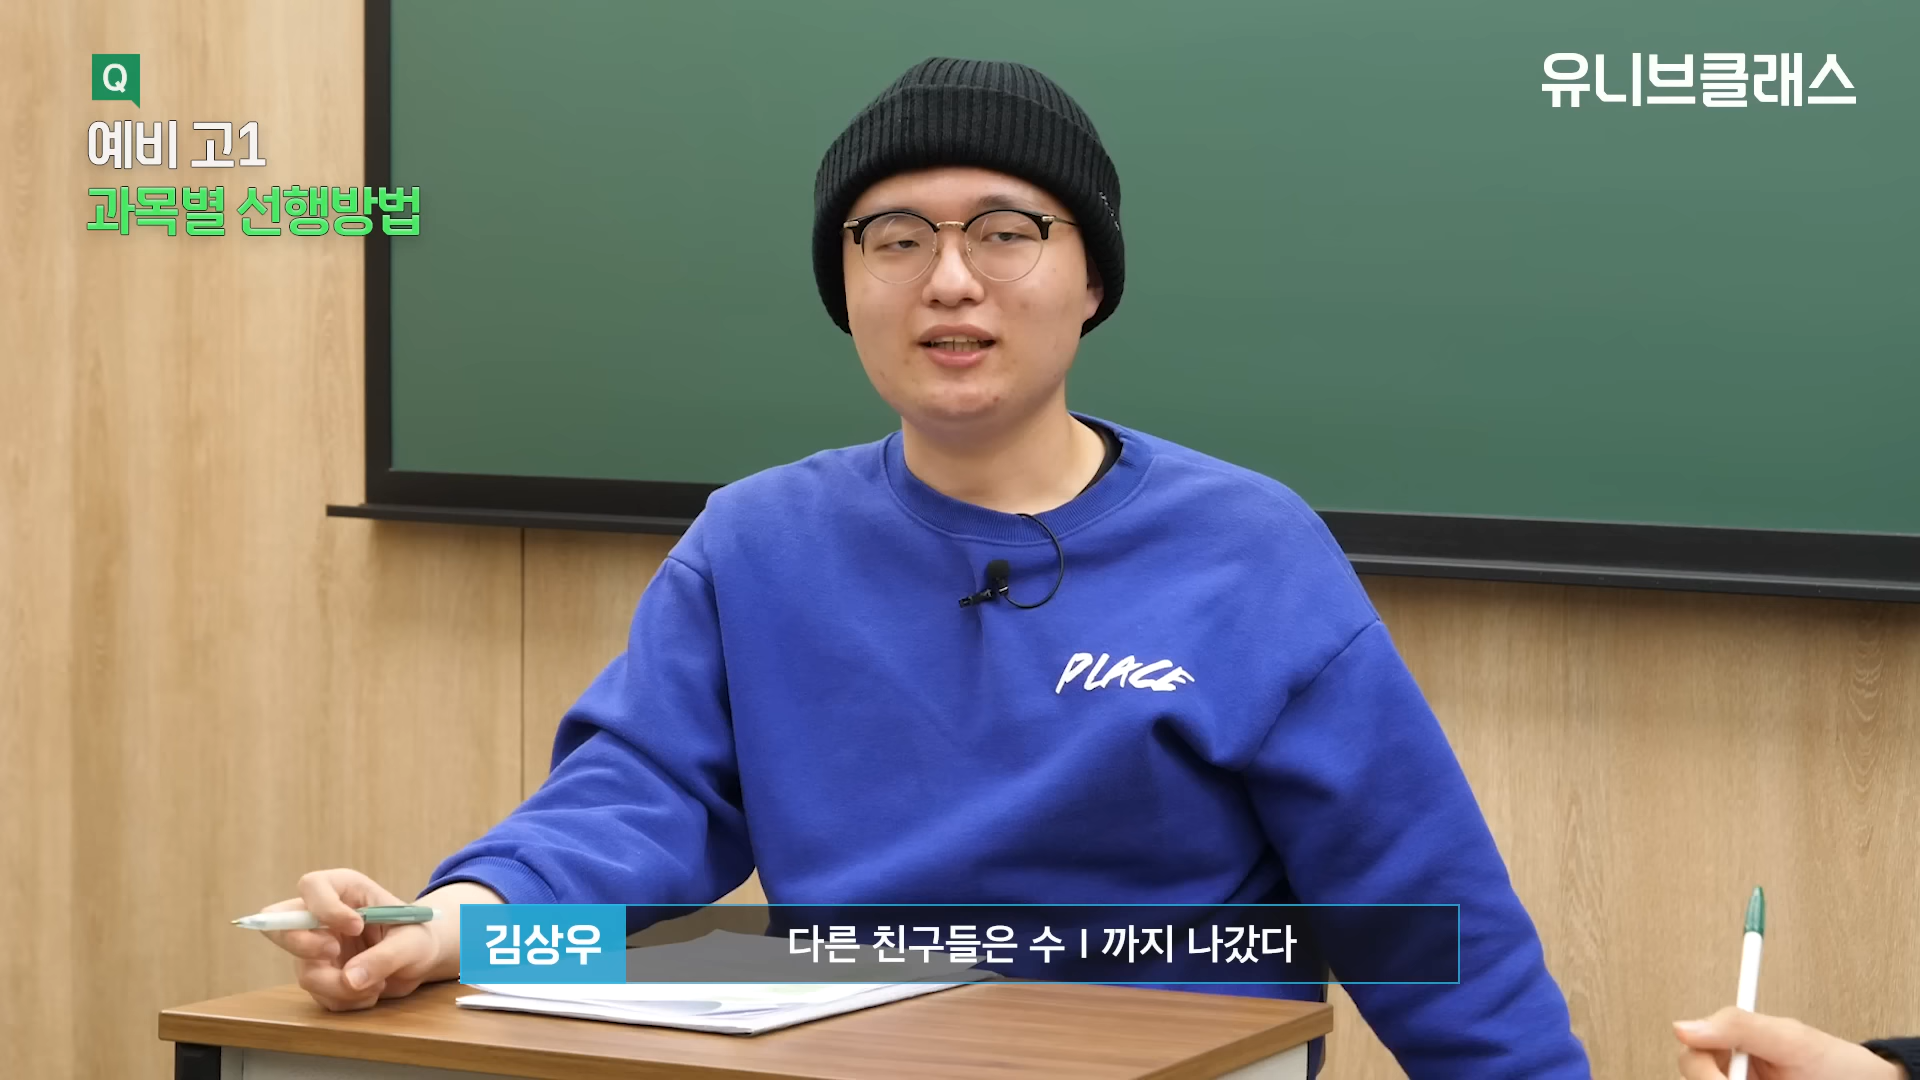 Q
유니브클래스
예비 고1
과목별 선행방법
PLACE
김상우
다른 친구들은 수 I 까지 나갔다